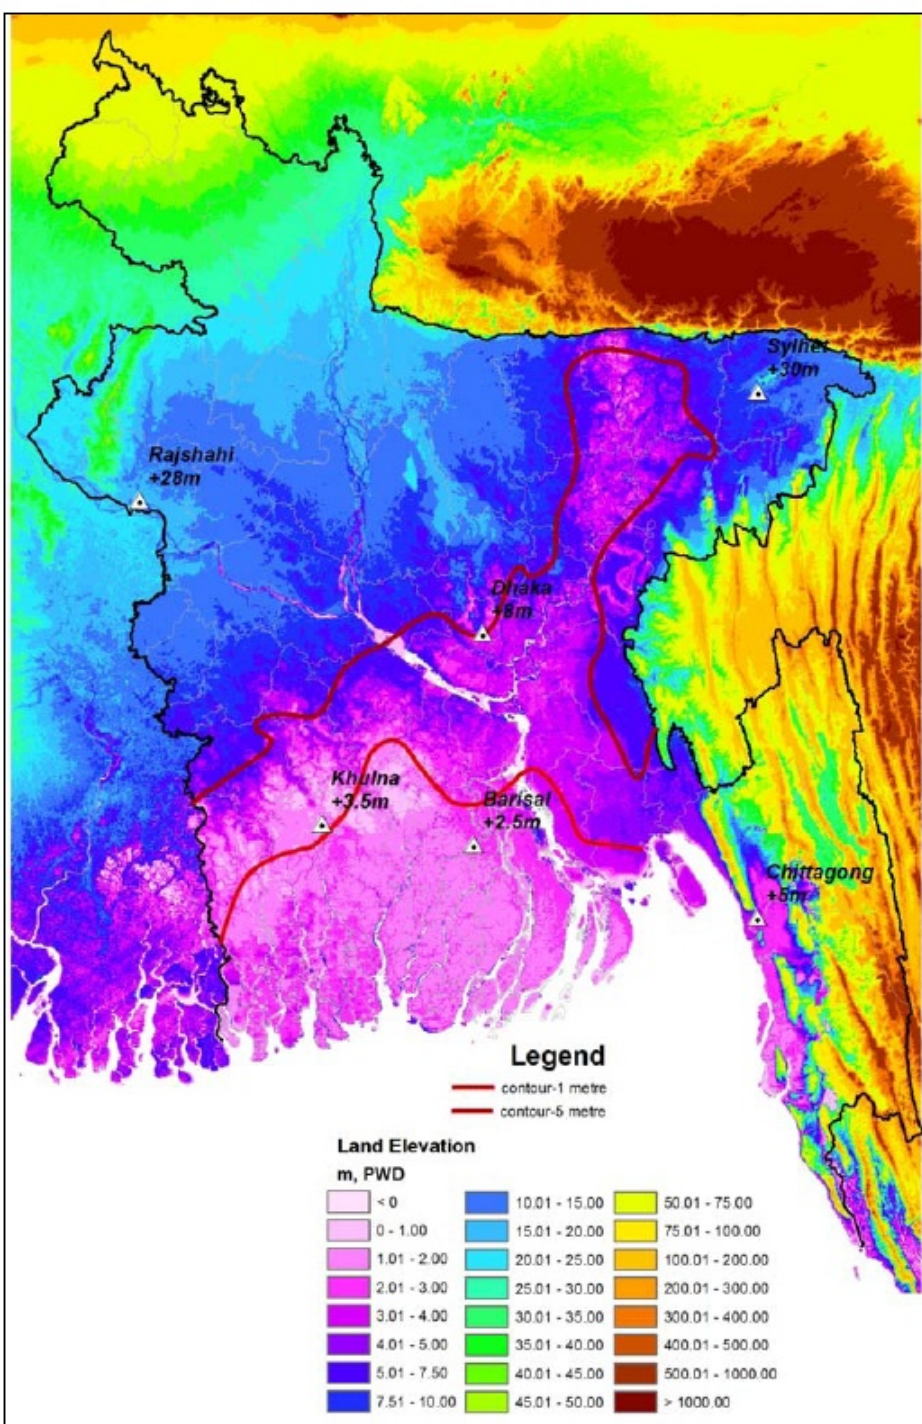 Sylhet
+30m
Rajshahi
+28m
Dhaka
+8m
Khulna
+3.5m
Barisal
+2.5m
Chittagong
+5m
Legend
contour-1 metre
contour-5 metre
Land Elevation
m, PWD
< 0
0 - 1.00
1.01 - 2.00
2.01 - 3.00
3.01 - 4.00
4.01 - 5.00
5.01 - 7.50
7.51 - 10.00
10.01 - 15.00
15.01 - 20.00
20.01 - 25.00
25.01 - 30.00
30.01 - 35.00
35.01 - 40.00
40.01 - 45.00
45.01 - 50.00
50.01 - 75.00
75.01 - 100.00
100.01 - 200.00
200.01 - 300.00
300.01 - 400.00
400.01 - 500.00
500.01 - 1000.00
> 1000.00